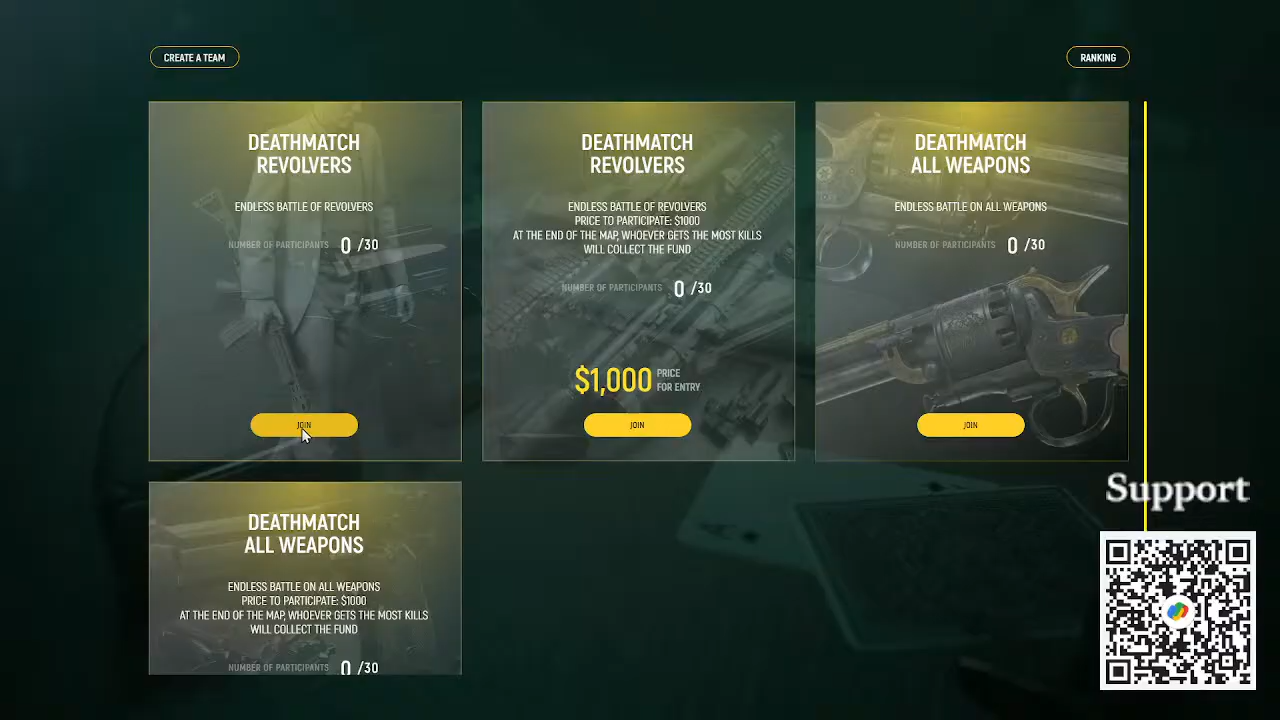 CREATE A TEAM
RANKING
DEATHMATCH
REVOLVERS
ENDLESS BATTLE OF REVOLVERS
NUMBER OF PARTICIPANTS 0 /30
JOIN
DEATHMATCH
REVOLVERS
ENDLESS BATTLE OF REVOLVERS
PRICE TO PARTICIPATE: $1000
AT THE END OF THE MAP, WHOEVER GETS THE MOST KILLS
WILL COLLECT THE FUND
NUMBER OF PARTICIPANTS 0 /30
$1,000 PRICE
FOR ENTRY
JOIN
DEATHMATCH
ALL WEAPONS
ENDLESS BATTLE ON ALL WEAPONS
NUMBER OF PARTICIPANTS 0 /30
JOIN
DEATHMATCH
ALL WEAPONS
ENDLESS BATTLE ON ALL WEAPONS
PRICE TO PARTICIPATE: $1000
AT THE END OF THE MAP, WHOEVER GETS THE MOST KILLS
WILL COLLECT THE FUND
NUMBER OF PARTICIPANTS 0 /30
Support